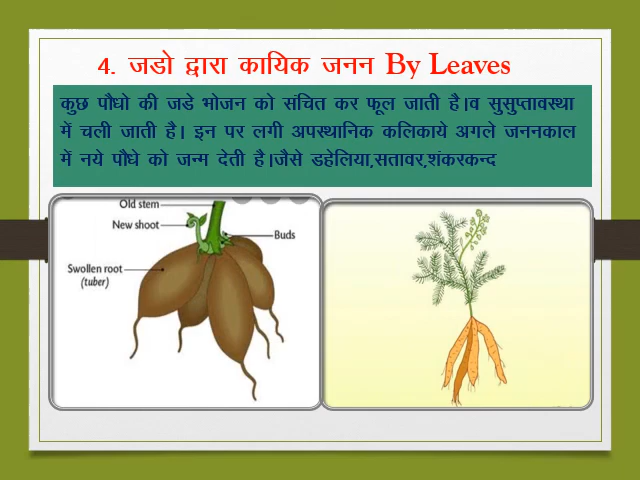 4. जडो द्वारा कायिक जनन By Leaves
कुछ पौघो की जडे भोजन को संचित कर फूल जाती है।व सुसुप्तावस्था
में चली जाती है। इन पर लगी अपस्थानिक कलिकाये अगले जननकाल
में नये पौघे को जन्म देती है।जैसे डहेलिया,सतावर,शंकरकन्द
Old stem
New shoot
Buds
Swollen root
(tuber)